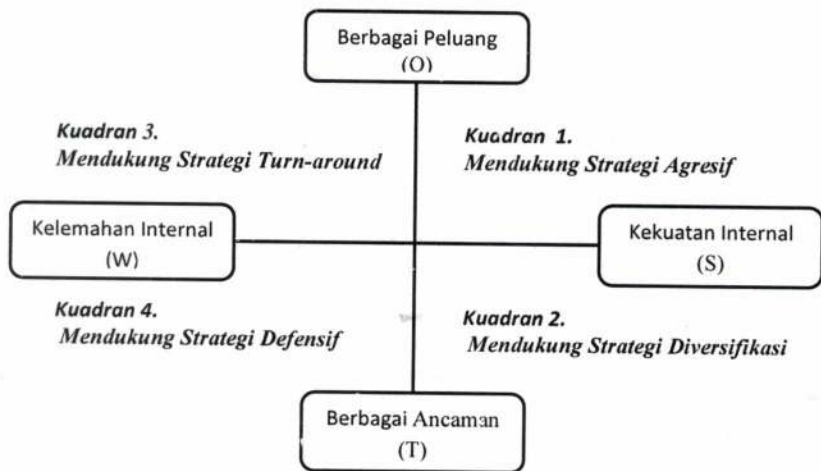 Berbagai Peluang
(O)
Kuadran 3.
Mendukung Strategi Turn-around
Kuadran 1.
Mendukung Strategi Agresif
Kelemahan Internal
(W)
Kekuatan Internal
(S)
Kuadran 4.
Mendukung Strategi Defensif
Kuadran 2.
Mendukung Strategi Diversifikasi
Berbagai Ancaman
(T)